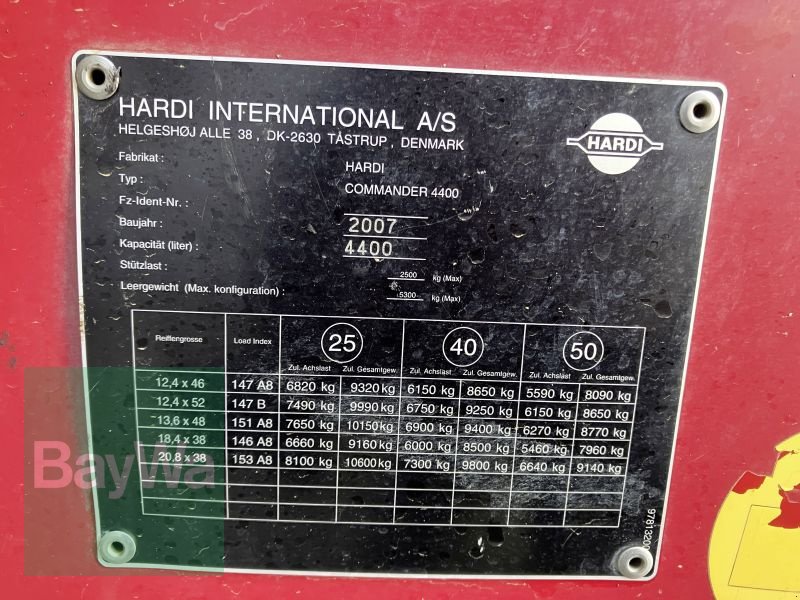 HARDI INTERNATIONAL A/S
HELGESHØJ ALLE 38, DK-2630 TÅSTRUP, DENMARK
HARDI
Fabrikat: HARDI
Typ: COMMANDER 4400
Fz-Ident-Nr.:
Baujahr: 2007
Kapacität (liter): 4400
Stützlast: 2500 kg (Max)
Leergewicht (Max. konfiguration): 5300 kg (Max)
Reiffengrosse Load Index 25 40 50
Zul. Achslast Zul. Gesamtgew. Zul. Achslast Zul. Gesamtgew. Zul. Achslast Zul. Gesamtgew.
12,4 x 46 147 A8 6820 kg 9320 kg 6150 kg 8650 kg 5590 kg 8090 kg
12,4 x 52 147 B 7490 kg 9990 kg 6750 kg 9250 kg 6150 kg 8650 kg
13,6 x 48 151 A8 7650 kg 10150 kg 6900 kg 9400 kg 6270 kg 8770 kg
18,4 x 38 146 A8 6660 kg 9160 kg 6000 kg 8500 kg 5460 kg 7960 kg
20,8 x 38 153 A8 8100 kg 10600 kg 7300 kg 9800 kg 6640 kg 9140 kg
BayWa